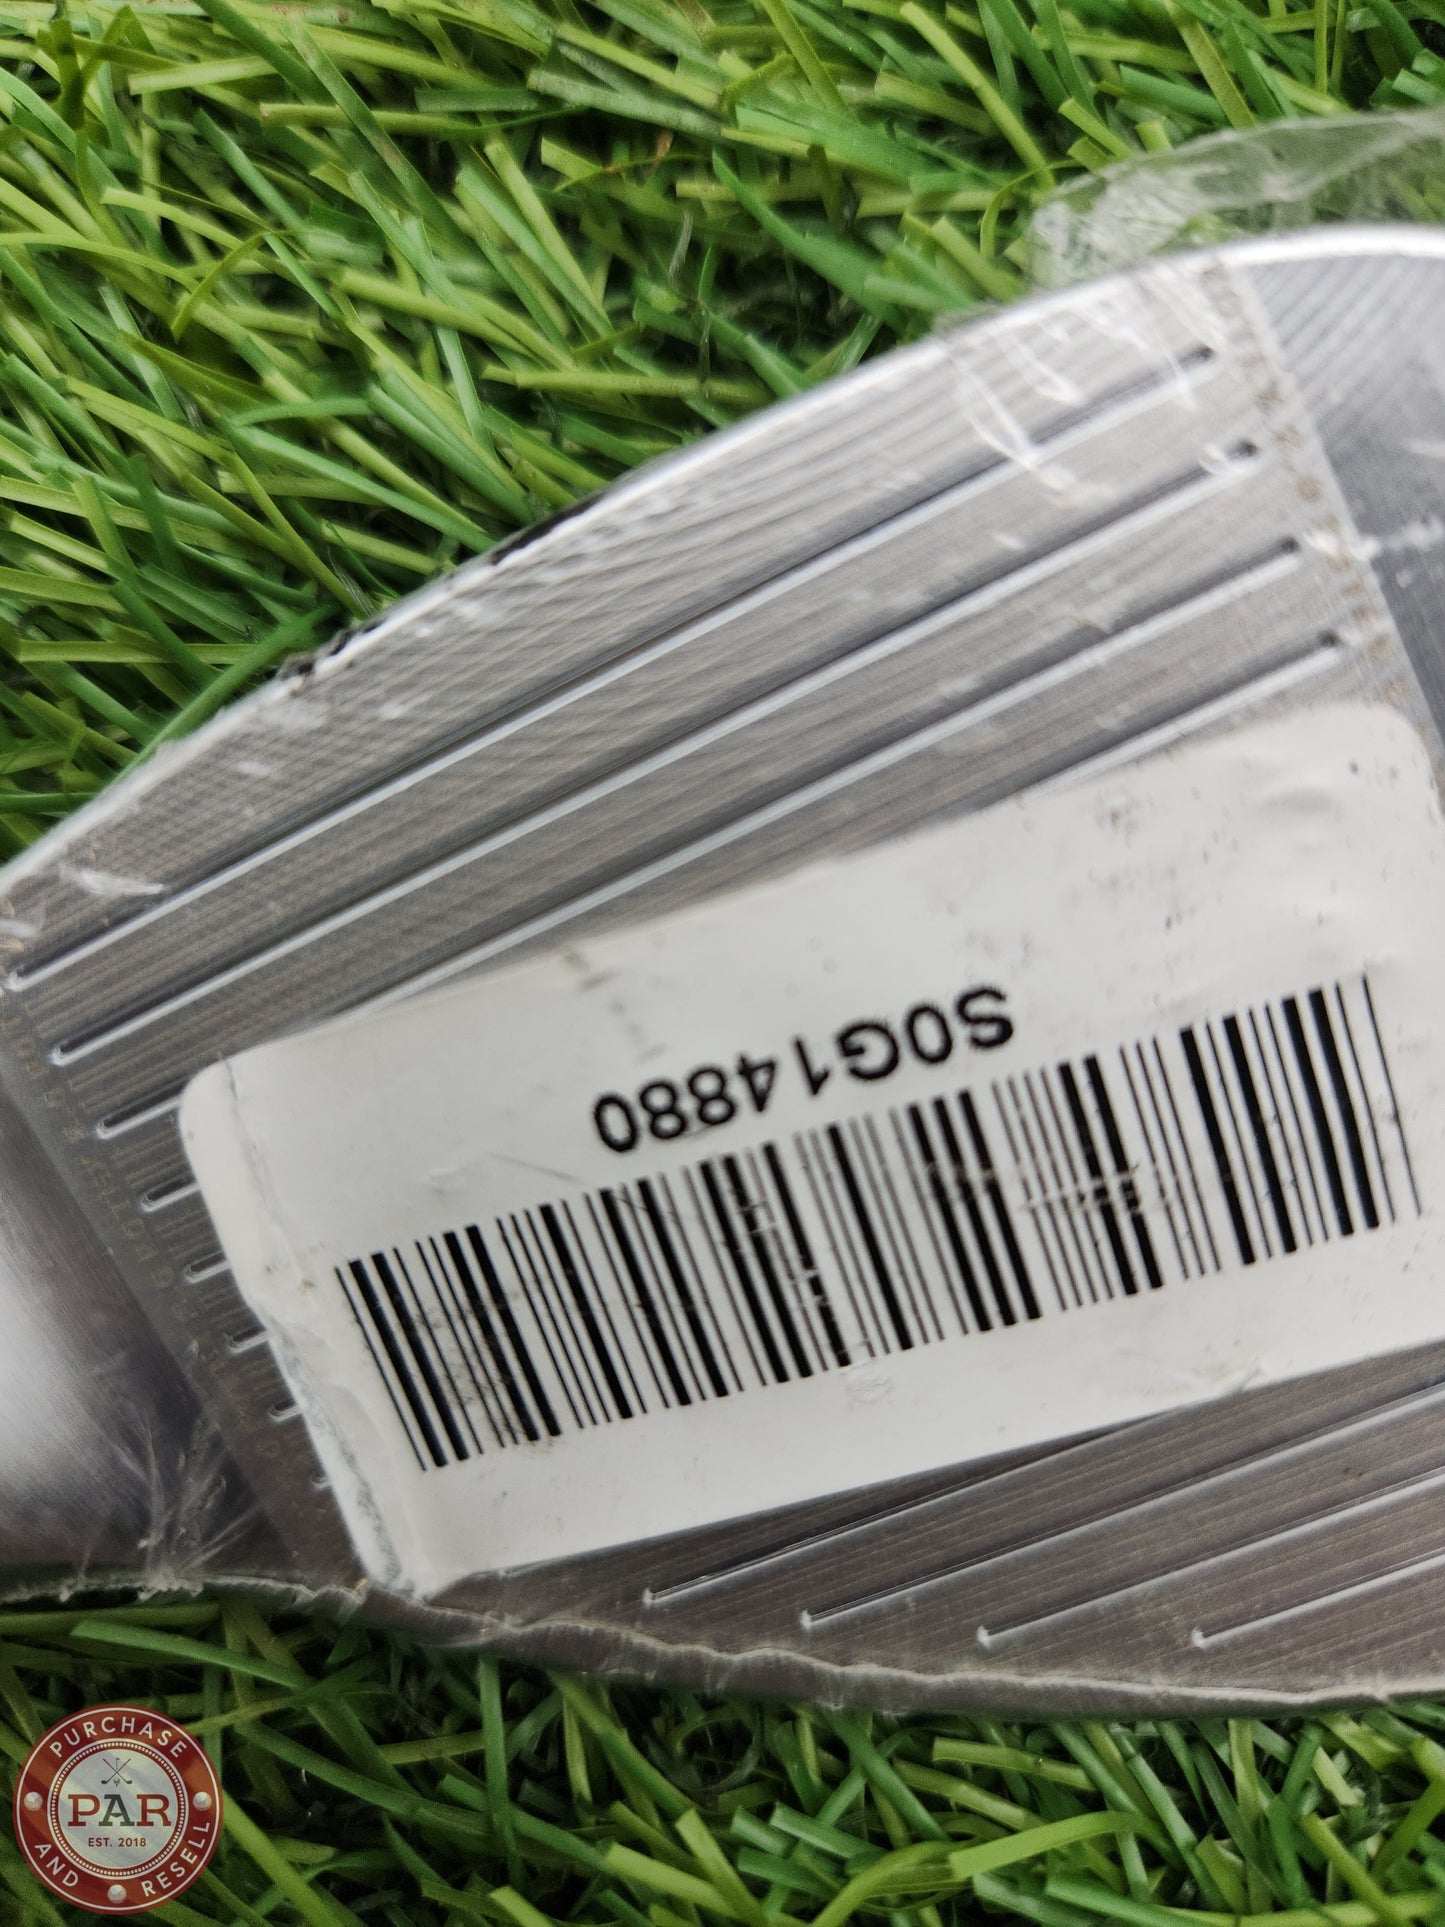 S0G14880
PURCHASE
PAR
EST. 2018
AND RESELL